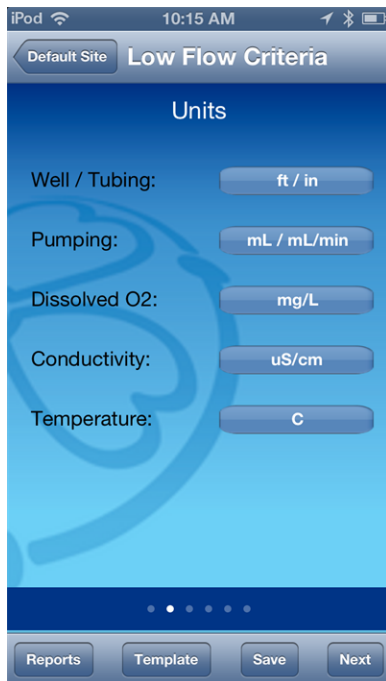 iPod 10:15 AM
Default Site Low Flow Criteria
Units
Well / Tubing: ft / in
Pumping: mL / mL/min
Dissolved O2: mg/L
Conductivity: uS/cm
Temperature: C
Reports Template Save Next